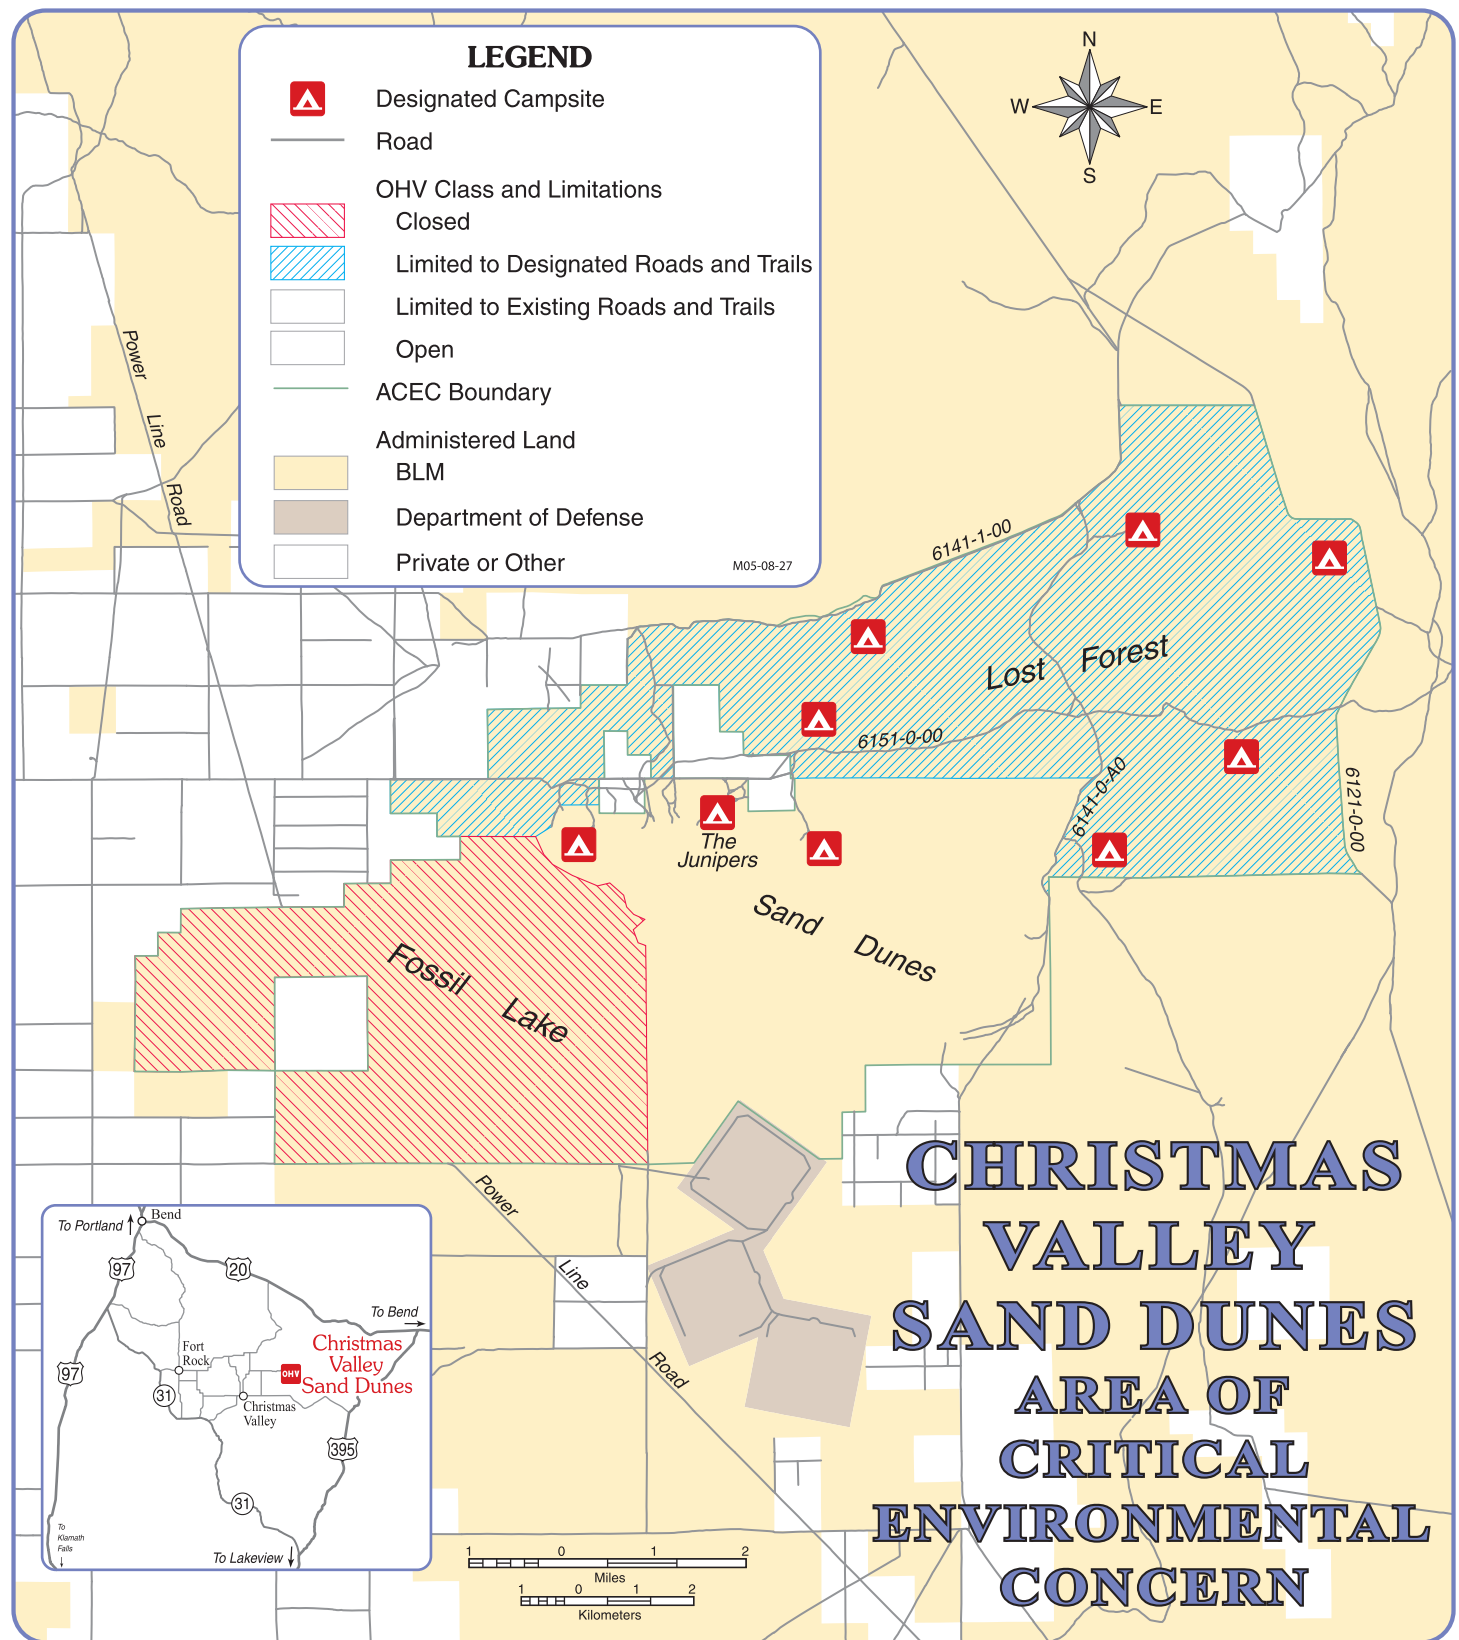 LEGEND
Designated Campsite
Road
OHV Class and Limitations
Closed
Limited to Designated Roads and Trails
Limited to Existing Roads and Trails
Open
ACEC Boundary
Administered Land
BLM
Department of Defense
Private or Other
M05-08-27
N
W
E
S
Power
Line
Road
6141-1-00
Lost Forest
6151-0-00
6141-0-A0
6121-0-00
The
Junipers
Sand Dunes
Fossil Lake
Power
Line
Road
CHRISTMAS
VALLEY
SAND DUNES
AREA OF
CRITICAL
ENVIRONMENTAL
CONCERN
To Portland
Bend
97
20
To Bend
Christmas
Valley
Sand Dunes
OHV
Fort
Rock
97
31
Christmas
Valley
395
31
To
Klamath
Falls
To Lakeview
1 0 1 2
Miles
1 0 1 2
Kilometers